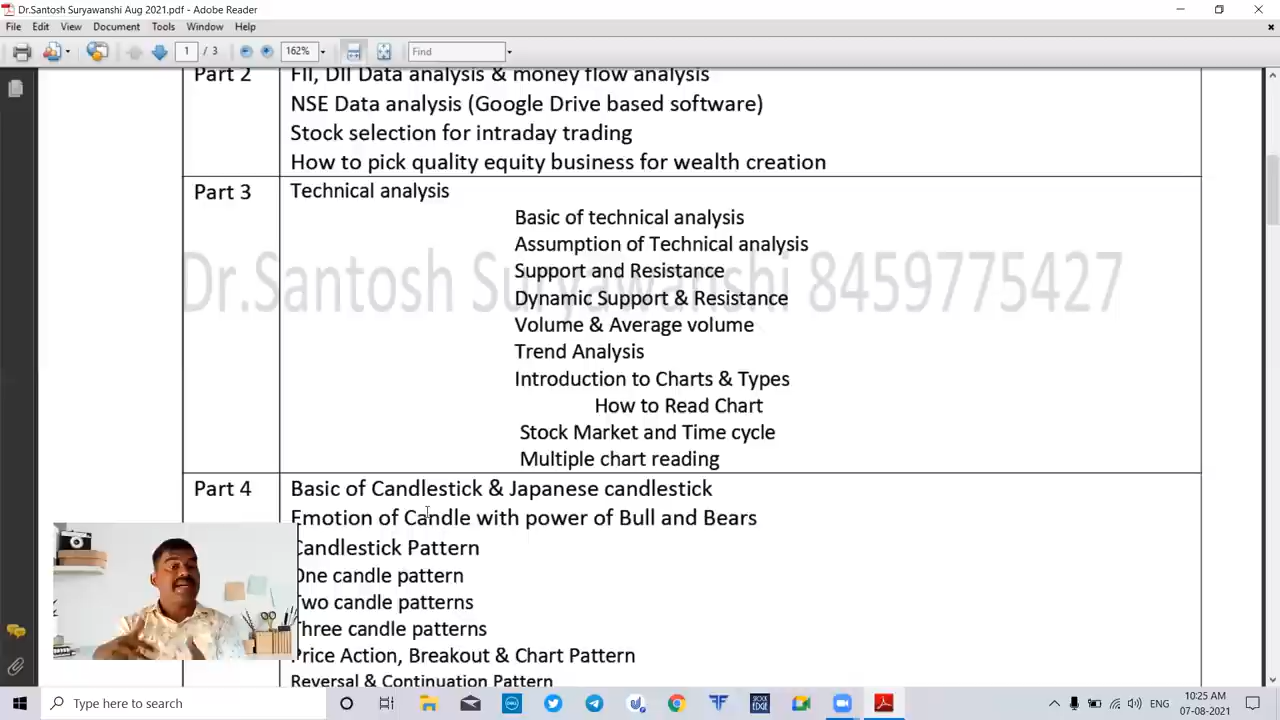 Dr.Santosh Suryawanshi Aug 2021.pdf - Adobe Reader
File Edit View Document Tools Window Help
1 / 3 162% Find
Part 2 FII, DII Data analysis & money flow analysis
NSE Data analysis (Google Drive based software)
Stock selection for intraday trading
How to pick quality equity business for wealth creation
Part 3 Technical analysis
Basic of technical analysis
Assumption of Technical analysis
Dr.Santosh Suryawanshi 8459775427
Support and Resistance
Dynamic Support & Resistance
Volume & Average volume
Trend Analysis
Introduction to Charts & Types
How to Read Chart
Stock Market and Time cycle
Multiple chart reading
Part 4 Basic of Candlestick & Japanese candlestick
Emotion of Candle with power of Bull and Bears
Candlestick Pattern
One candle pattern
Two candle patterns
Three candle patterns
Price Action, Breakout & Chart Pattern
Reversal & Continuation Pattern
Type here to search
DELL
STOCK EDGE
ENG
10:25 AM
07-08-2021